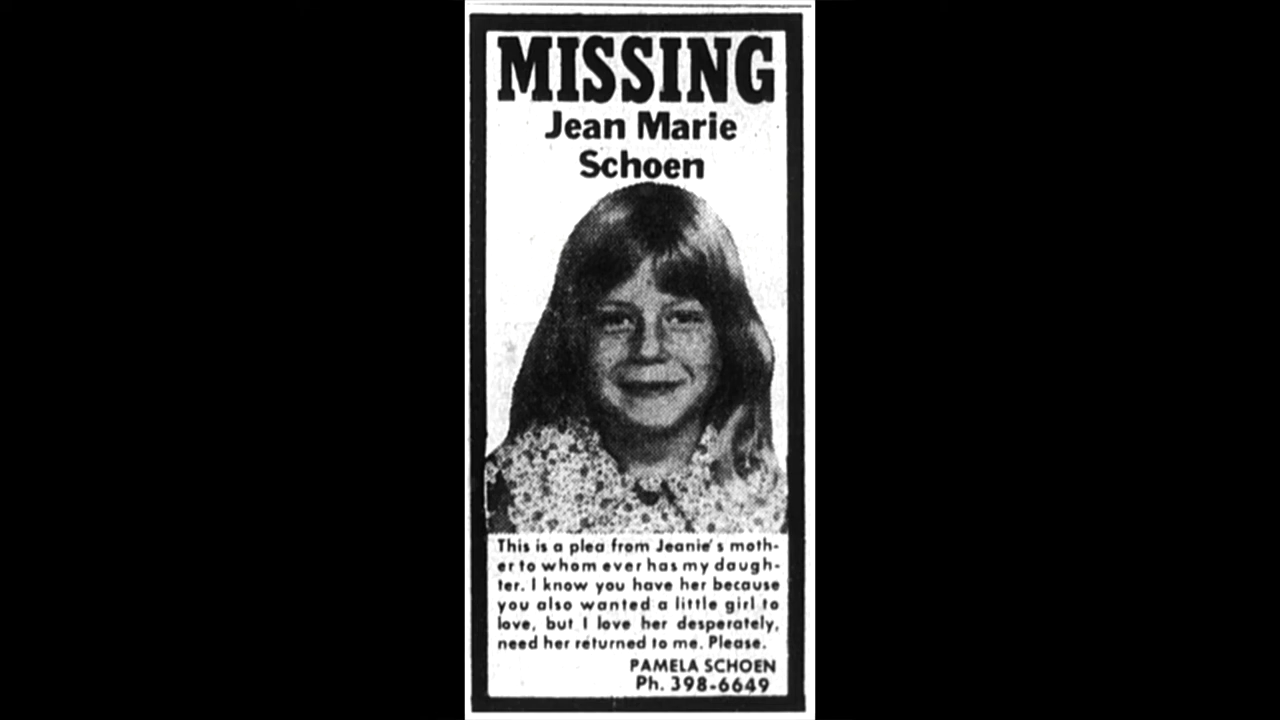 MISSING
Jean Marie
Schoen
This is a plea from Jeanie's moth-
er to whom ever has my daugh-
ter. I know you have her because
you also wanted a little girl to
love, but I love her desperately,
need her returned to me. Please.
PAMELA SCHOEN
Ph. 398-6649